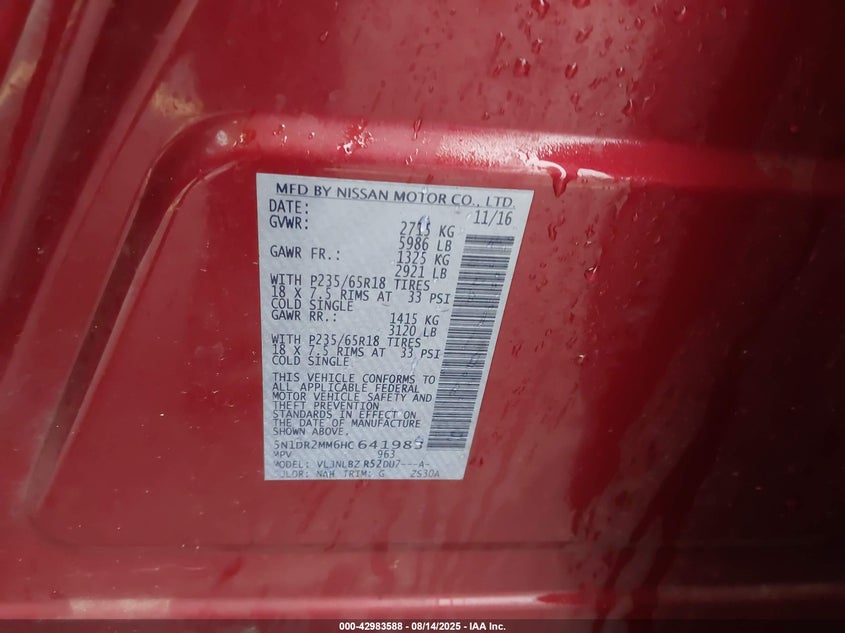 MFD BY NISSAN MOTOR CO., LTD.
DATE: 11/16
GVWR: 2715 KG
5986 LB
GAWR FR.: 1325 KG
2921 LB
WITH P235/65R18 TIRES
18 X 7.5 RIMS AT 33 PSI
COLD SINGLE
GAWR RR.: 1415 KG
3120 LB
WITH P235/65R18 TIRES
18 X 7.5 RIMS AT 33 PSI
COLD SINGLE
THIS VEHICLE CONFORMS TO
ALL APPLICABLE FEDERAL
MOTOR VEHICLE SAFETY AND
THEFT PREVENTION
STANDARDS IN EFFECT ON
THE DATE OF MANUFACTURE
SHOWN ABOVE.
5N1DR2MM6HC641985
MPV 963
MODEL: R52DU7---A-
COLOR: NAH TRIM: G
000-42983588 - 08/14/2025 - IAA Inc.